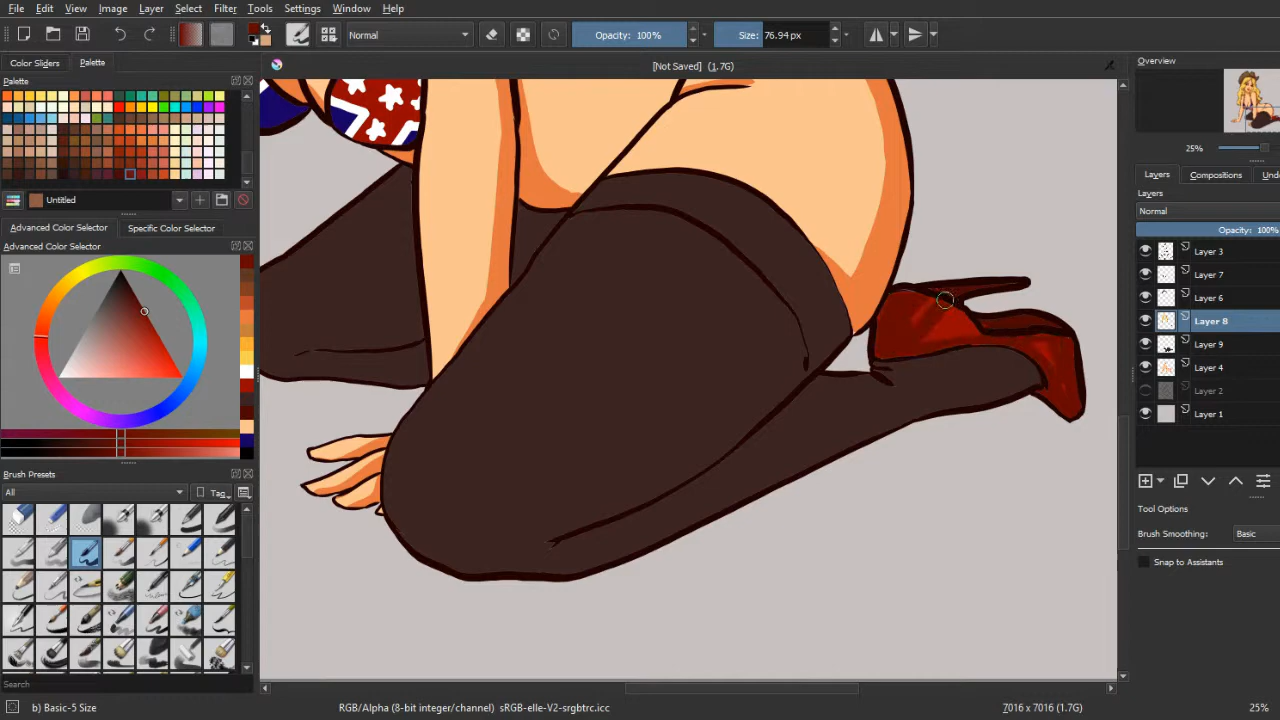 File Edit View Image Layer Select Filter Tools Settings Window Help
Normal Opacity: 100% Size: 76.94 px
Color Sliders Palette [Not Saved] (1.7G) Overview
Palette
25%
Layers Compositions Undo
Layers
Untitled Normal
Advanced Color Selector Specific Color Selector Opacity: 100%
Advanced Color Selector
Layer 3
Layer 7
Layer 6
Layer 8
Layer 9
Layer 4
Layer 2
Layer 1
Brush Presets
All Tag
Tool Options
Brush Smoothing: Basic
Snap to Assistants
Search
b) Basic-5 Size RGB/Alpha (8-bit integer/channel) sRGB-elle-V2-srgbtrc.icc 7016 x 7016 (1.7G) 25%